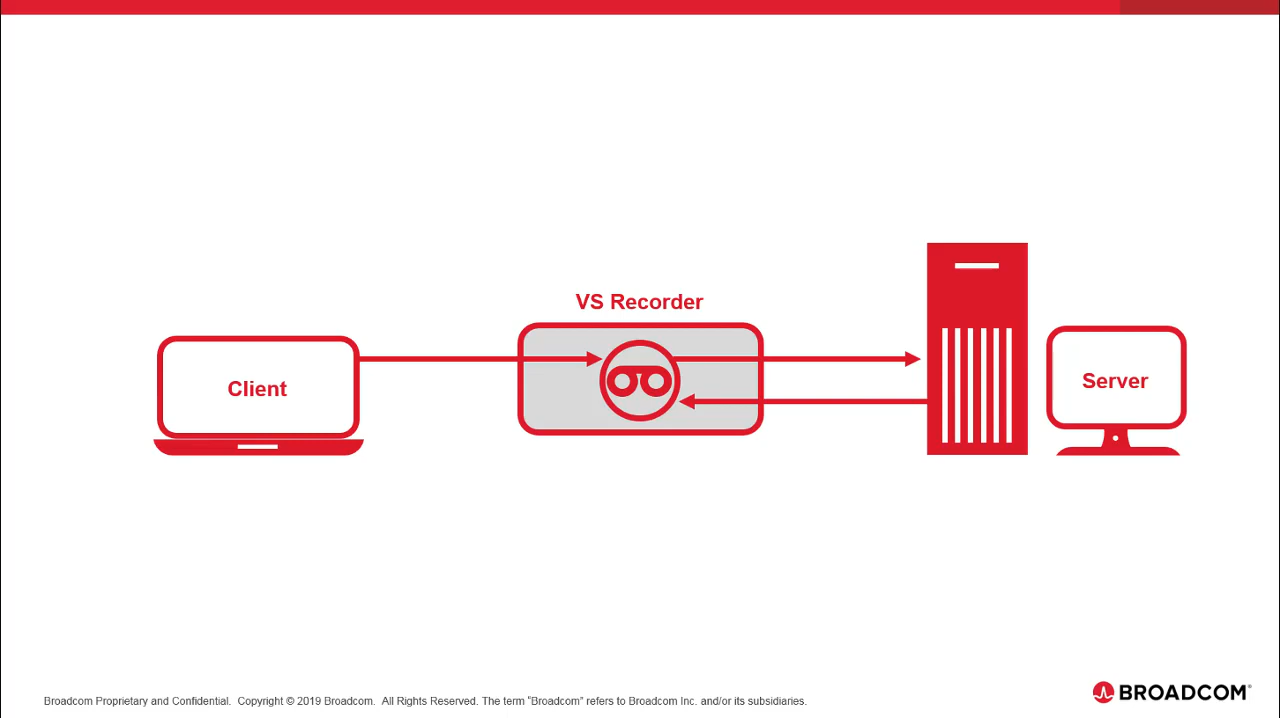 VS Recorder
Client
Server
Broadcom Proprietary and Confidential.  Copyright © 2019 Broadcom.  All Rights Reserved. The term “Broadcom” refers to Broadcom Inc. and/or its subsidiaries.
BROADCOM®